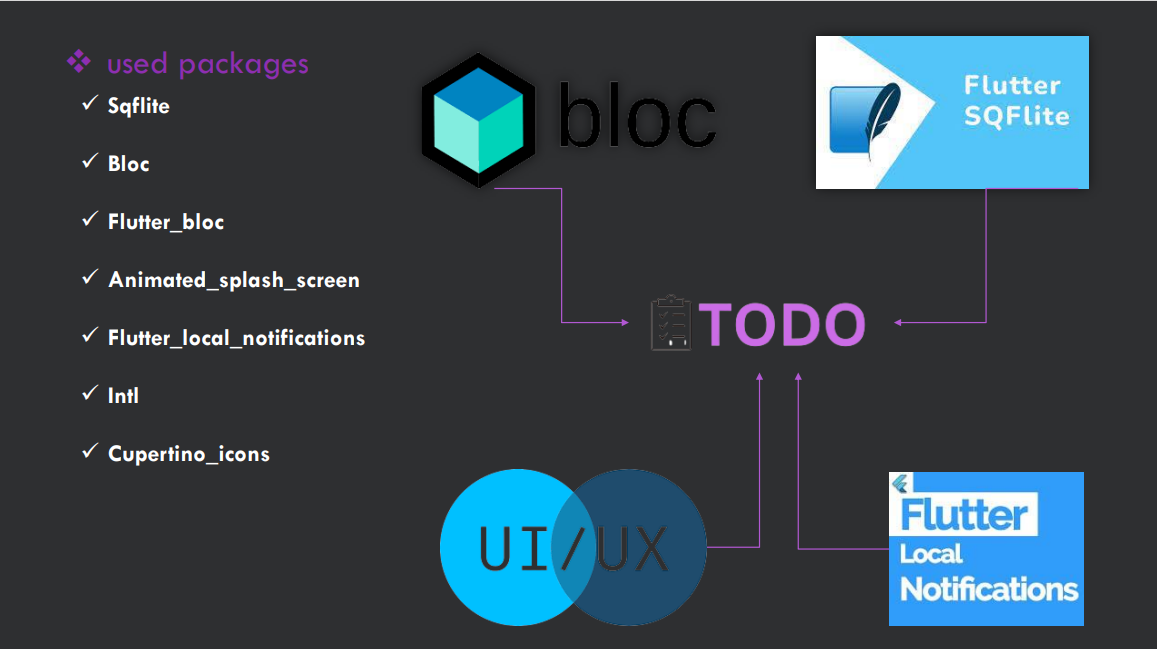 used packages
Sqflite
Bloc
Flutter_bloc
Animated_splash_screen
Flutter_local_notifications
Intl
Cupertino_icons
bloc
Flutter
SQFlite
TODO
UI/UX
Flutter
Local
Notifications